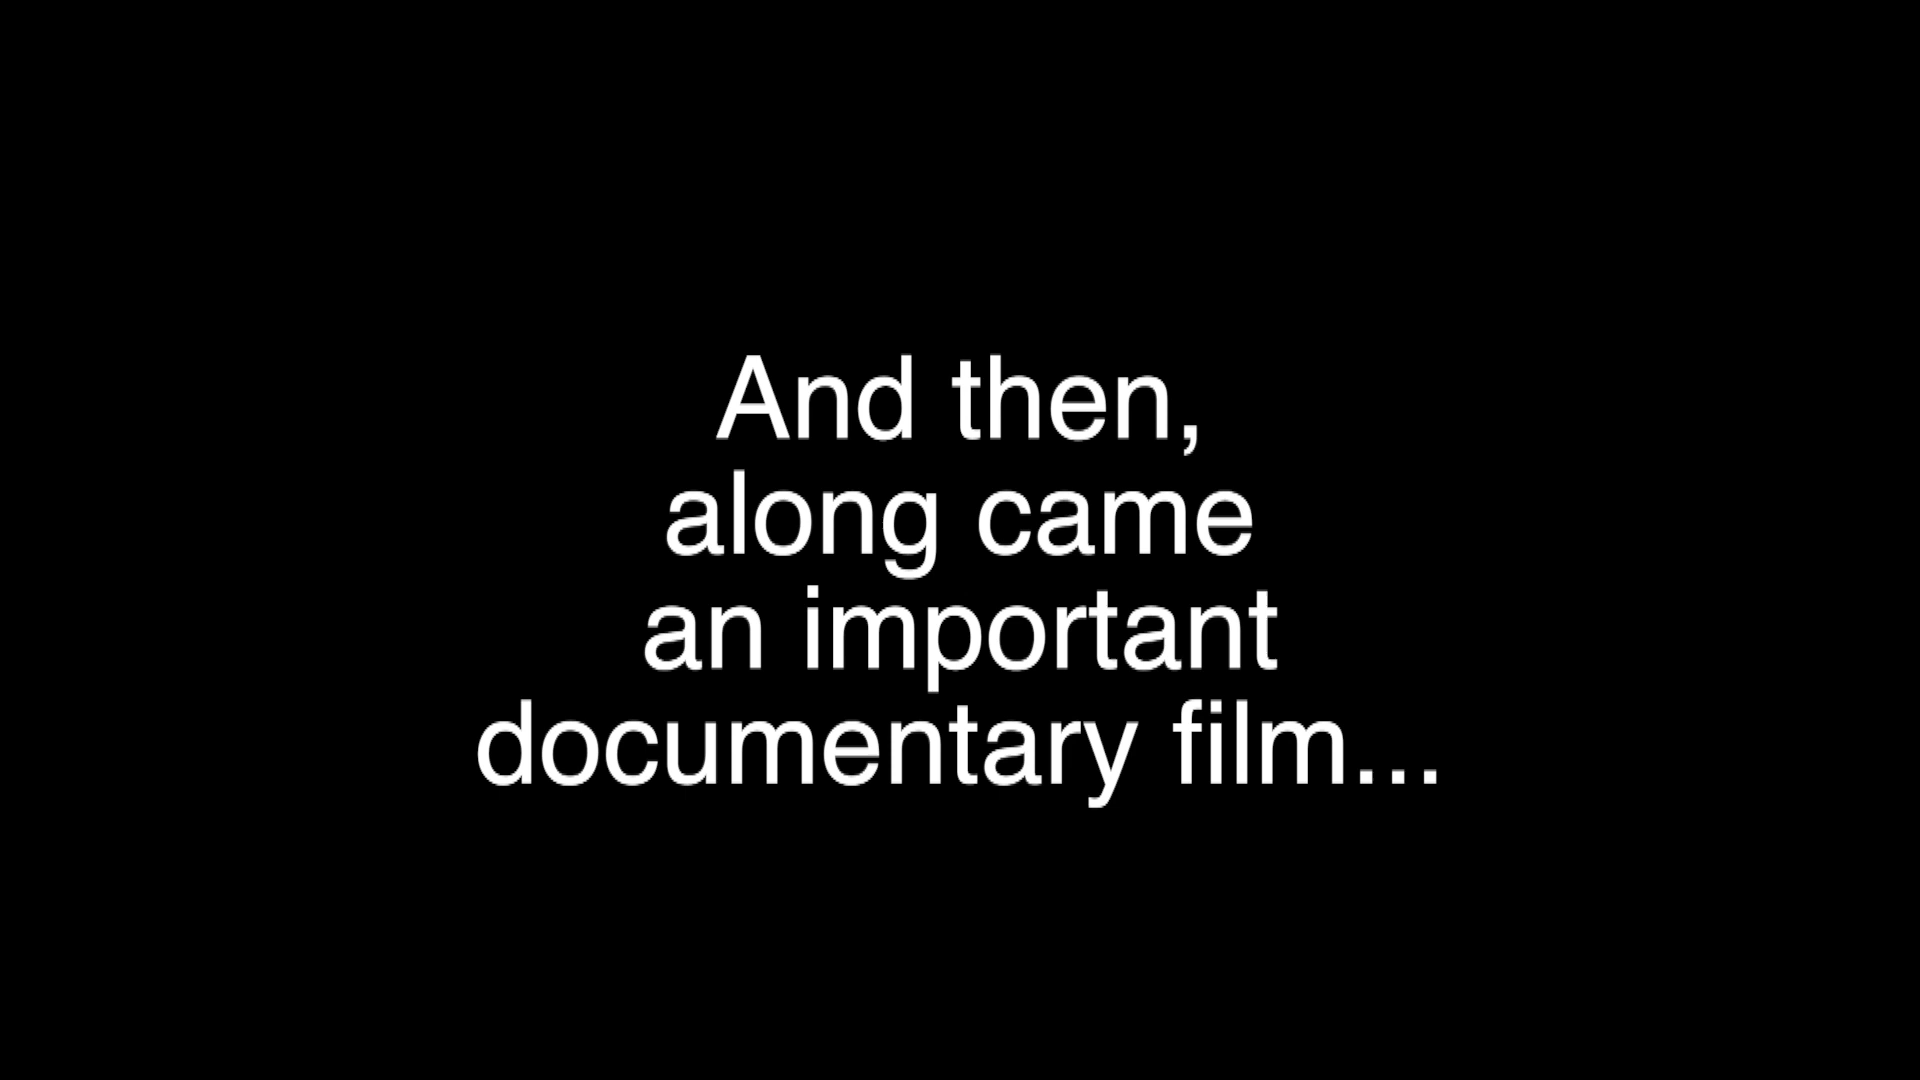 And then,
along came
an important
documentary film...